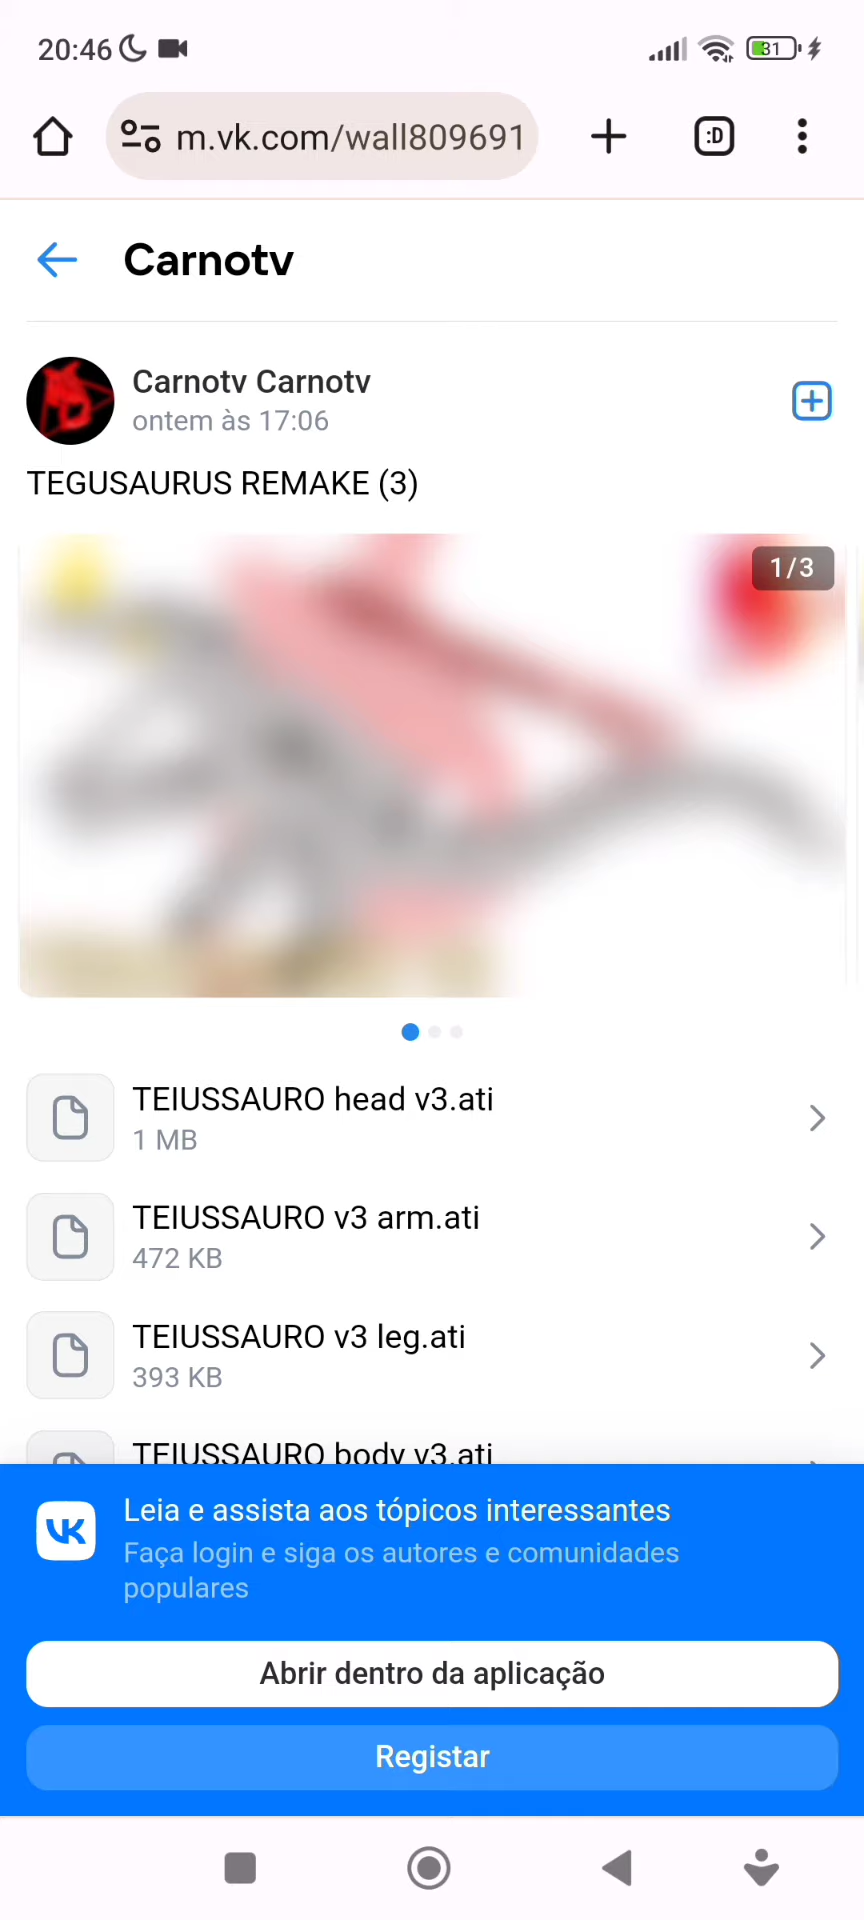 20:46
31
m.vk.com/wall809691
:D
Carnotv
Carnotv Carnotv
ontem às 17:06
TEGUSAURUS REMAKE (3)
1/3
TEIUSSAURO head v3.ati
1 MB
TEIUSSAURO v3 arm.ati
472 KB
TEIUSSAURO v3 leg.ati
393 KB
TEIUSSAURO body v3.ati
Leia e assista aos tópicos interessantes
Faça login e siga os autores e comunidades
populares
Abrir dentro da aplicação
Registar